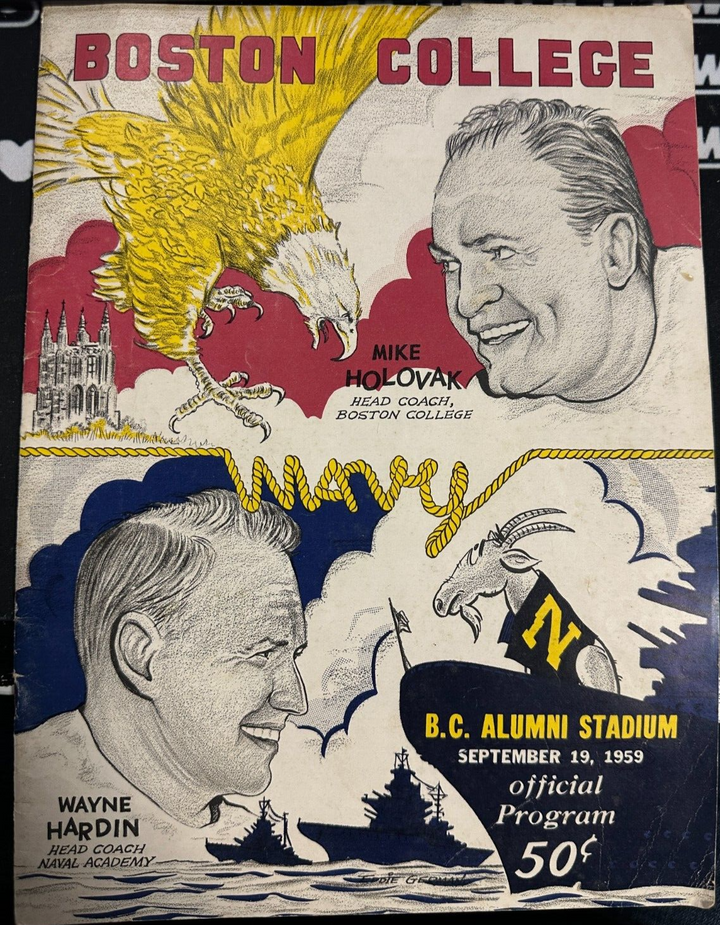 BOSTON COLLEGE
MIKE
HOLOVAK
HEAD COACH,
BOSTON COLLEGE
Navy
N
B.C. ALUMNI STADIUM
SEPTEMBER 19, 1959
official
Program
50¢
WAYNE
HARDIN
HEAD COACH
NAVAL ACADEMY